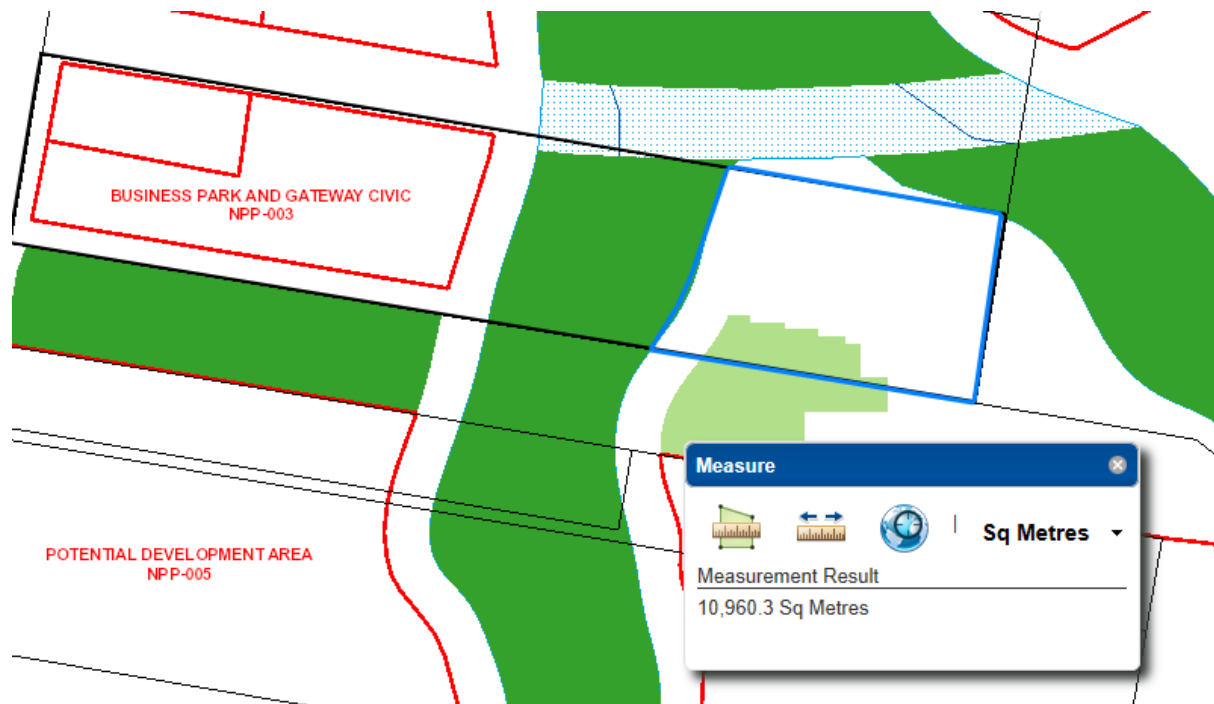 BUSINESS PARK AND GATEWAY CIVIC
NPP-003
POTENTIAL DEVELOPMENT AREA
NPP-005
Measure
Sq Metres
Measurement Result
10,960.3 Sq Metres